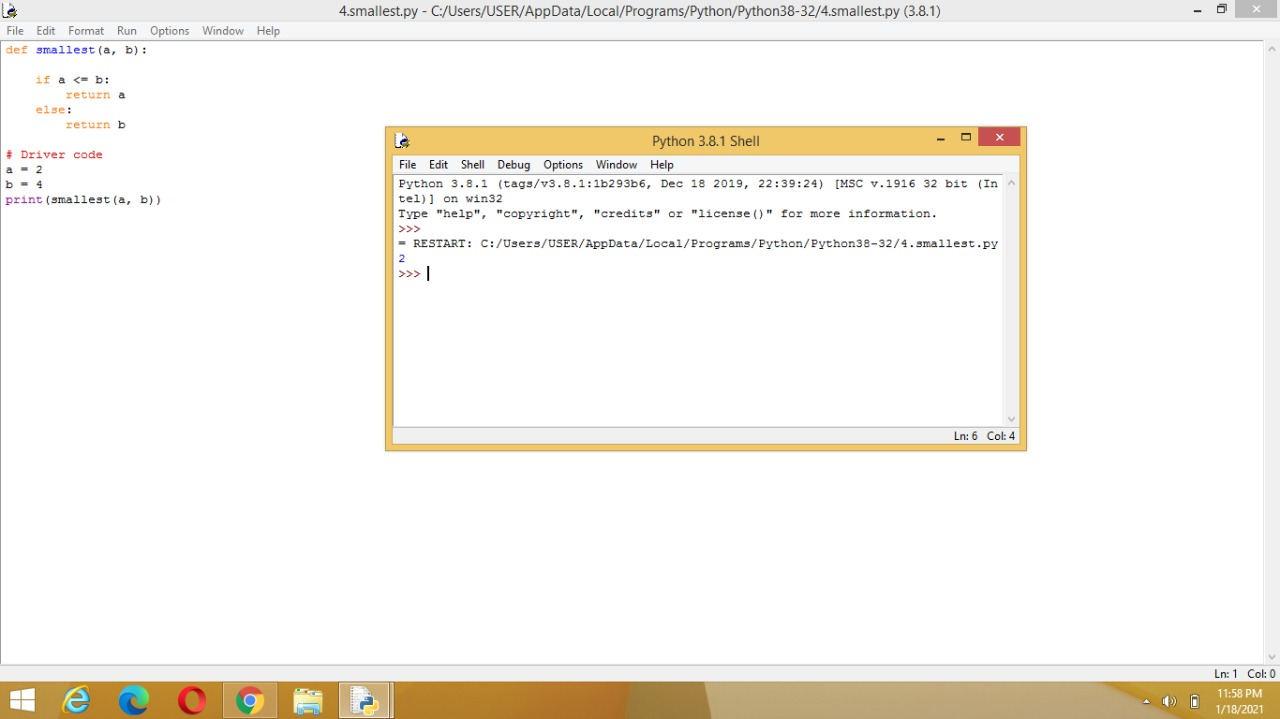 4.smallest.py - C:/Users/USER/AppData/Local/Programs/Python/Python38-32/4.smallest.py (3.8.1)
File Edit Format Run Options Window Help
def smallest(a, b):
    if a <= b:
        return a
    else:
        return b
# Driver code
a = 2
b = 4
print(smallest(a, b))
Python 3.8.1 Shell
File Edit Shell Debug Options Window Help
Python 3.8.1 (tags/v3.8.1:1b293b6, Dec 18 2019, 22:39:24) [MSC v.1916 32 bit (In
tel)] on win32
Type "help", "copyright", "credits" or "license()" for more information.
>>>
= RESTART: C:/Users/USER/AppData/Local/Programs/Python/Python38-32/4.smallest.py
2
>>>
Ln: 6 Col: 4
Ln: 1 Col: 0
11:58 PM
1/18/2021